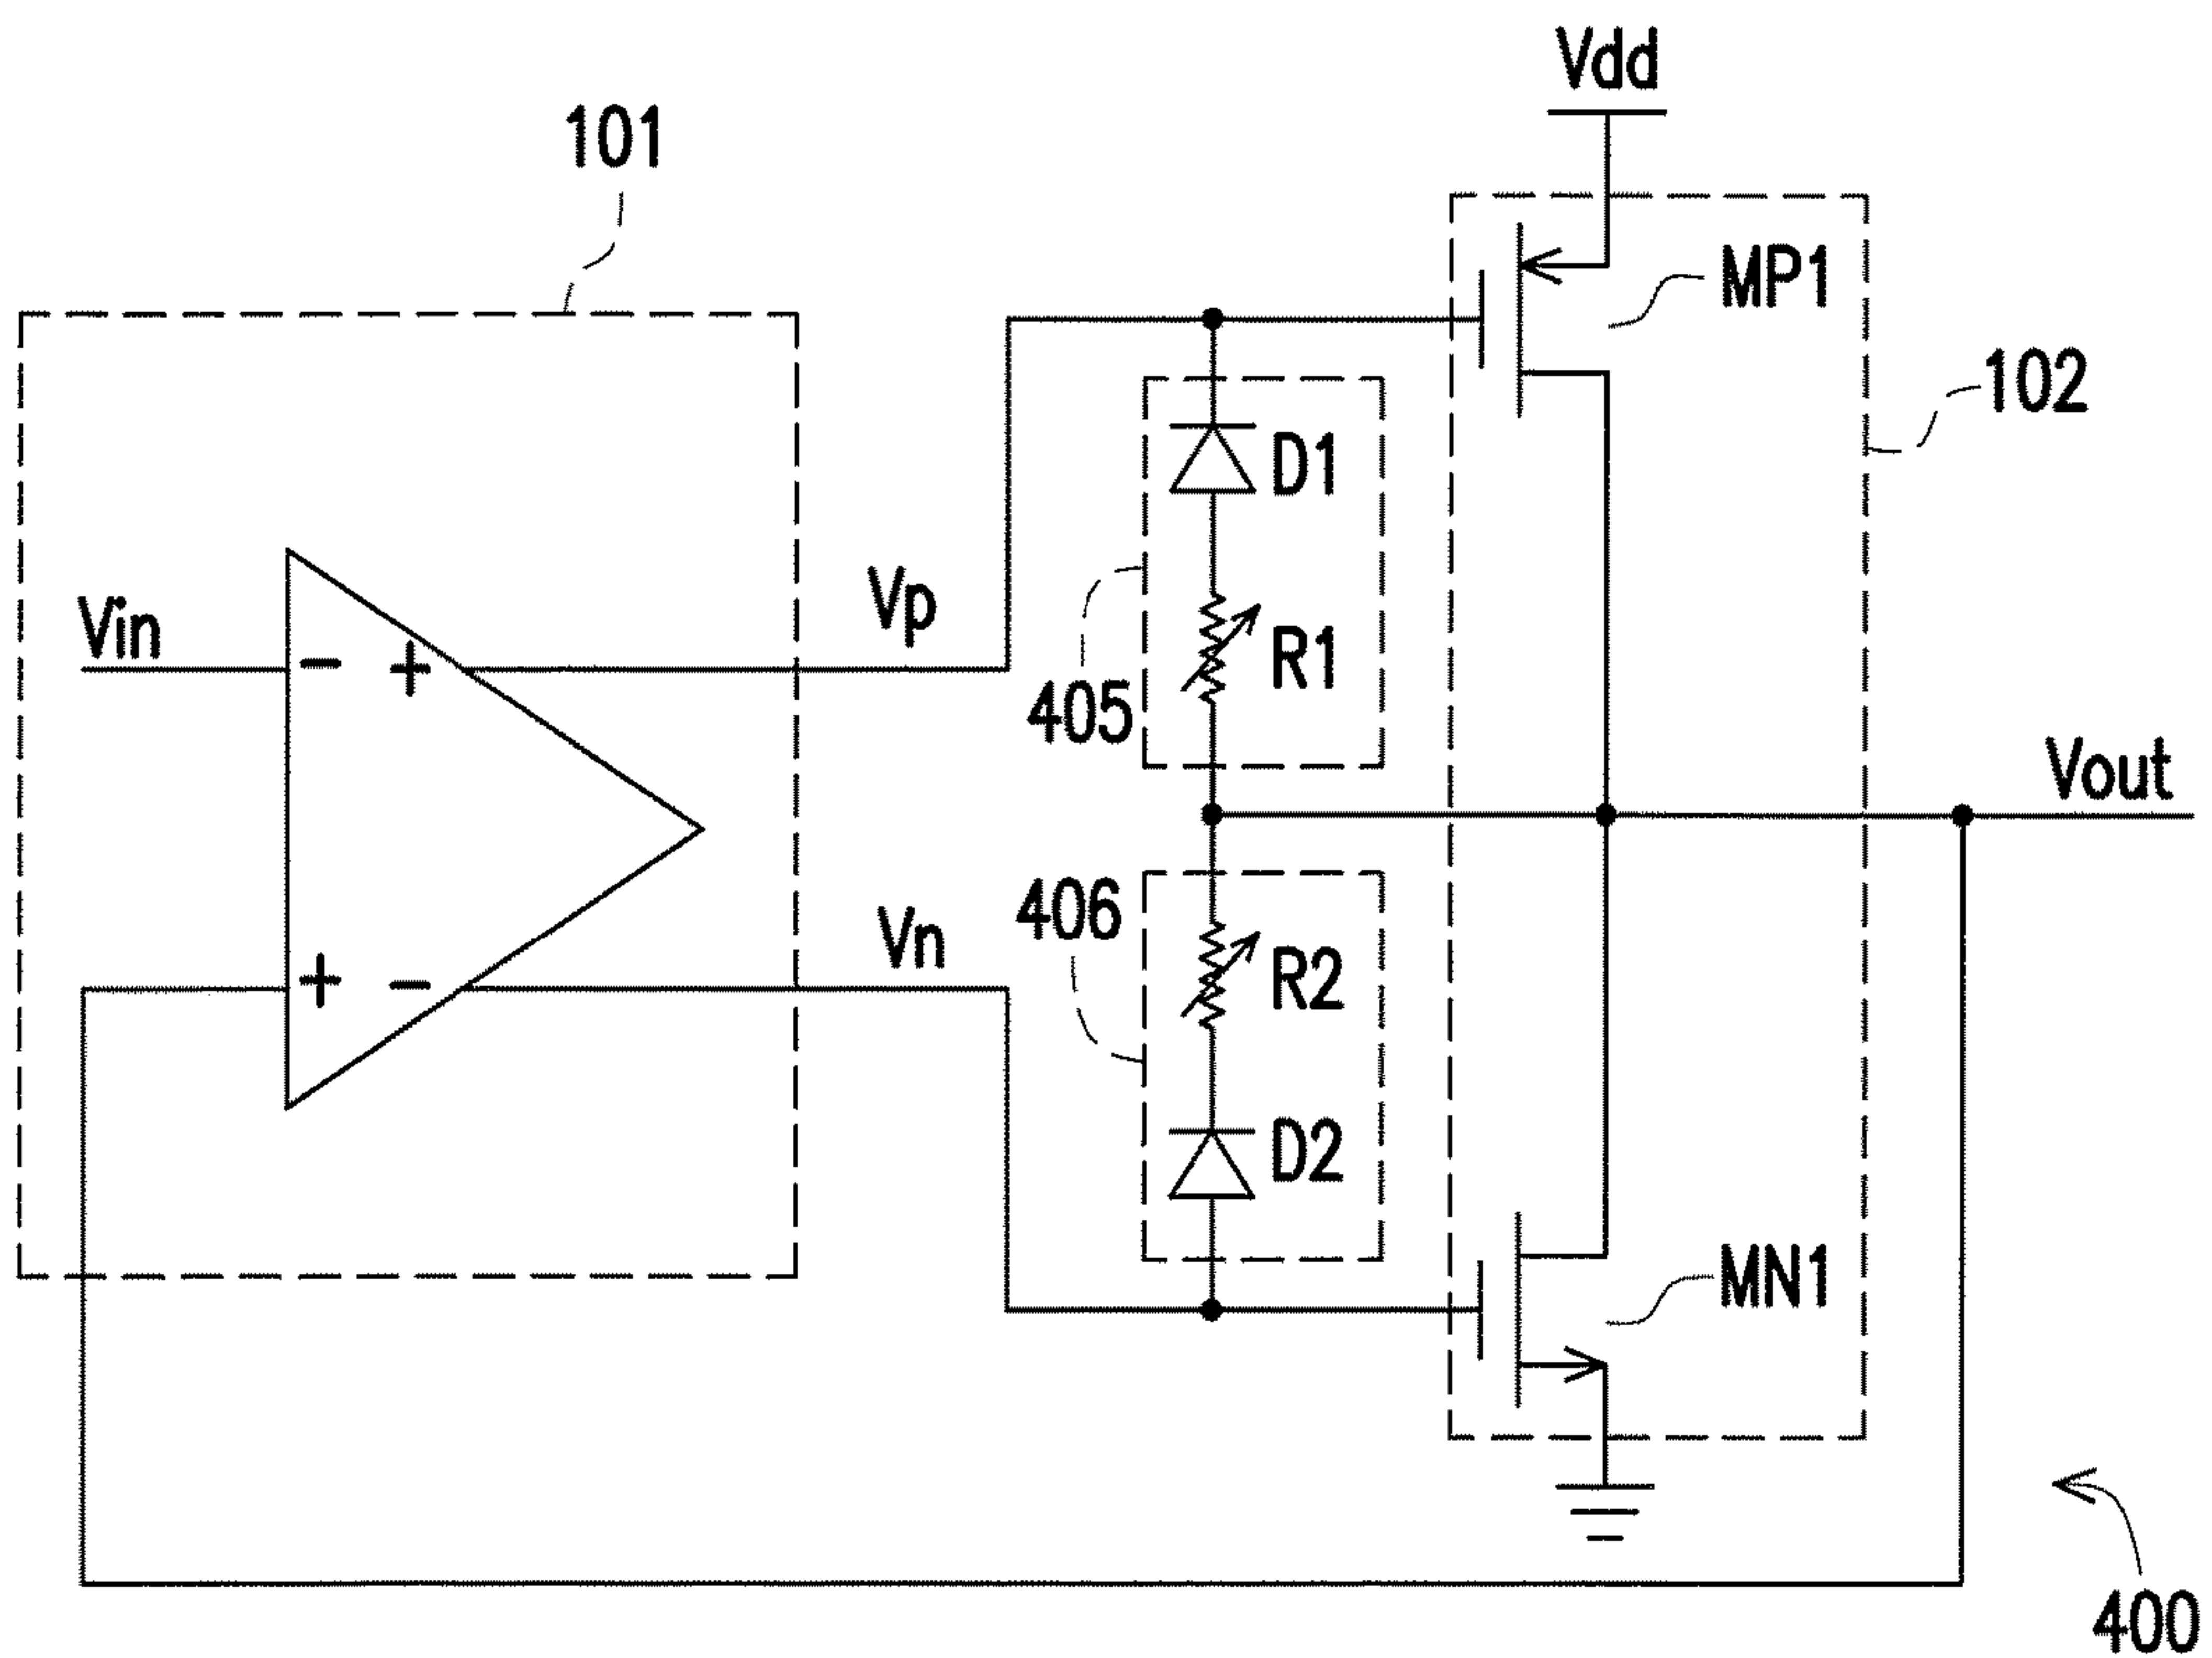 Vdd
101
MP1
102
D1
Vp
Vin
- +
R1
405
Vout
406
Vn
R2
+ -
D2
MN1
400